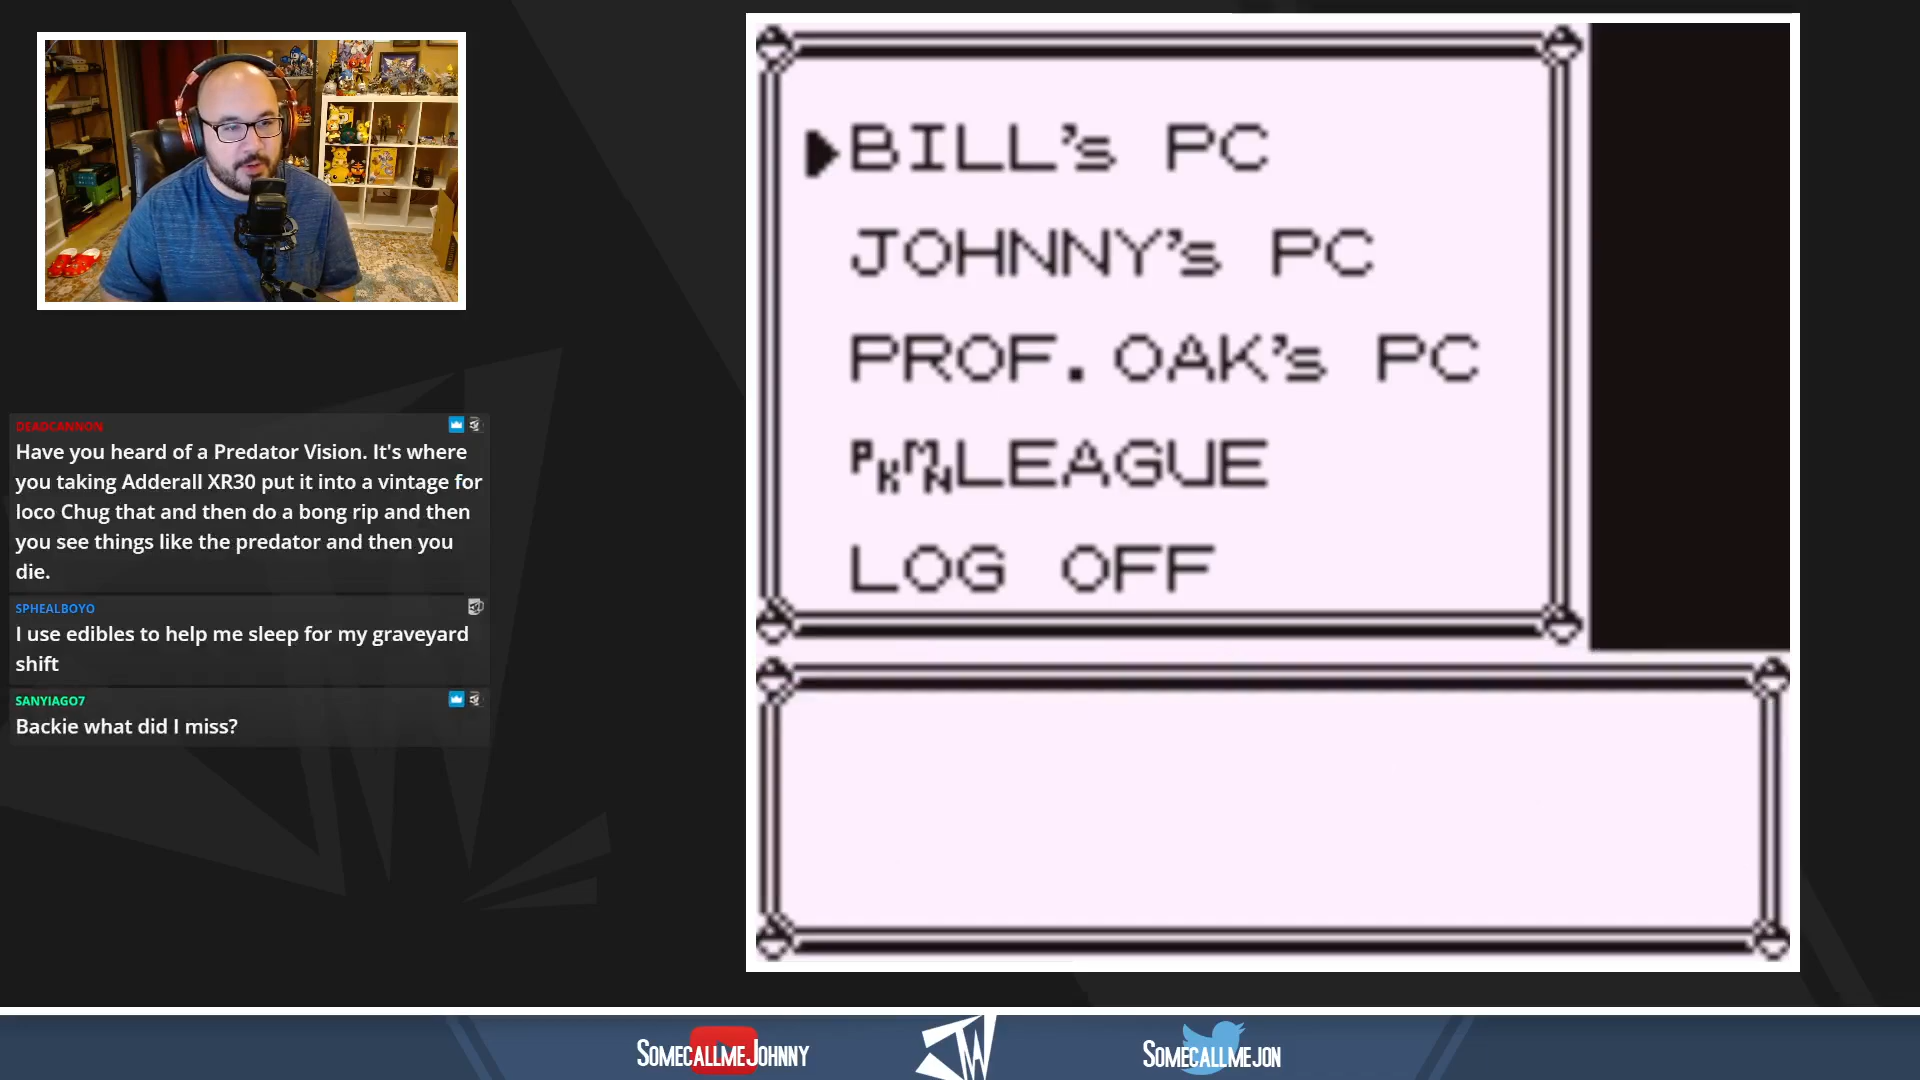 DEADCANNON
Have you heard of a Predator Vision. It's where
you taking Adderall XR30 put it into a vintage for
loco Chug that and then do a bong rip and then
you see things like the predator and then you
die.
SPHEALBOYO
I use edibles to help me sleep for my graveyard
shift
SANYIAGO7
Backie what did I miss?
BILL's PC
JOHNNY's PC
PROF.OAK's PC
PKMNLEAGUE
LOG OFF
SOMECALLMEJOHNNY
SOMECALLMEJON